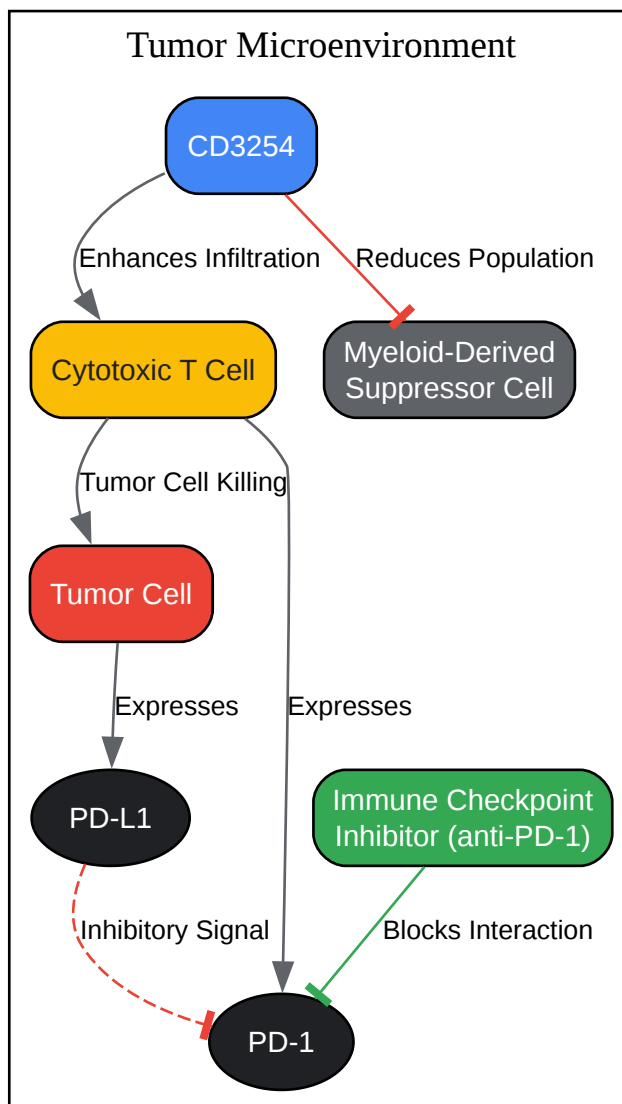 Tumor Microenvironment
CD3254
Enhances Infiltration
Reduces Population
Cytotoxic T Cell
Myeloid-Derived
Suppressor Cell
Tumor Cell Killing
Tumor Cell
Expresses
Expresses
PD-L1
Immune Checkpoint
Inhibitor (anti-PD-1)
Inhibitory Signal
Blocks Interaction
PD-1